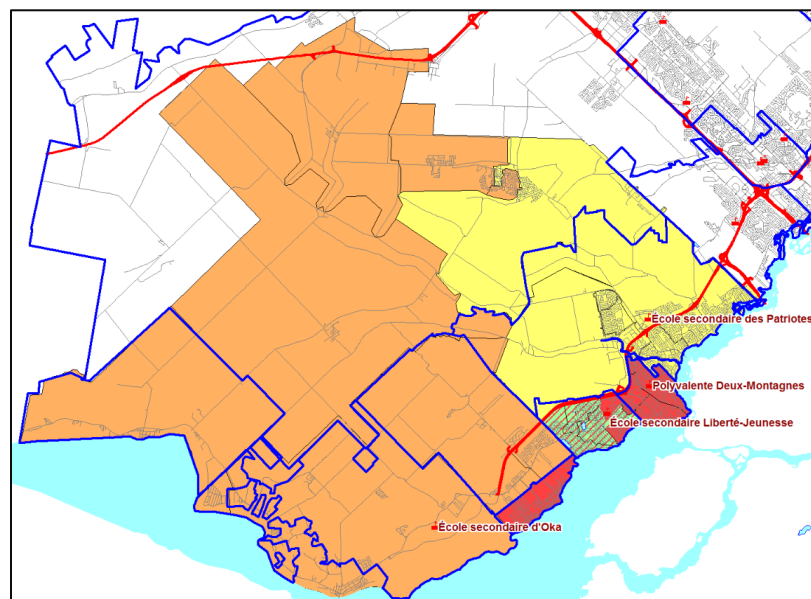 École secondaire des Patriotes
Polyvalente Deux-Montagnes
École secondaire Liberté-Jeunesse
École secondaire d'Oka